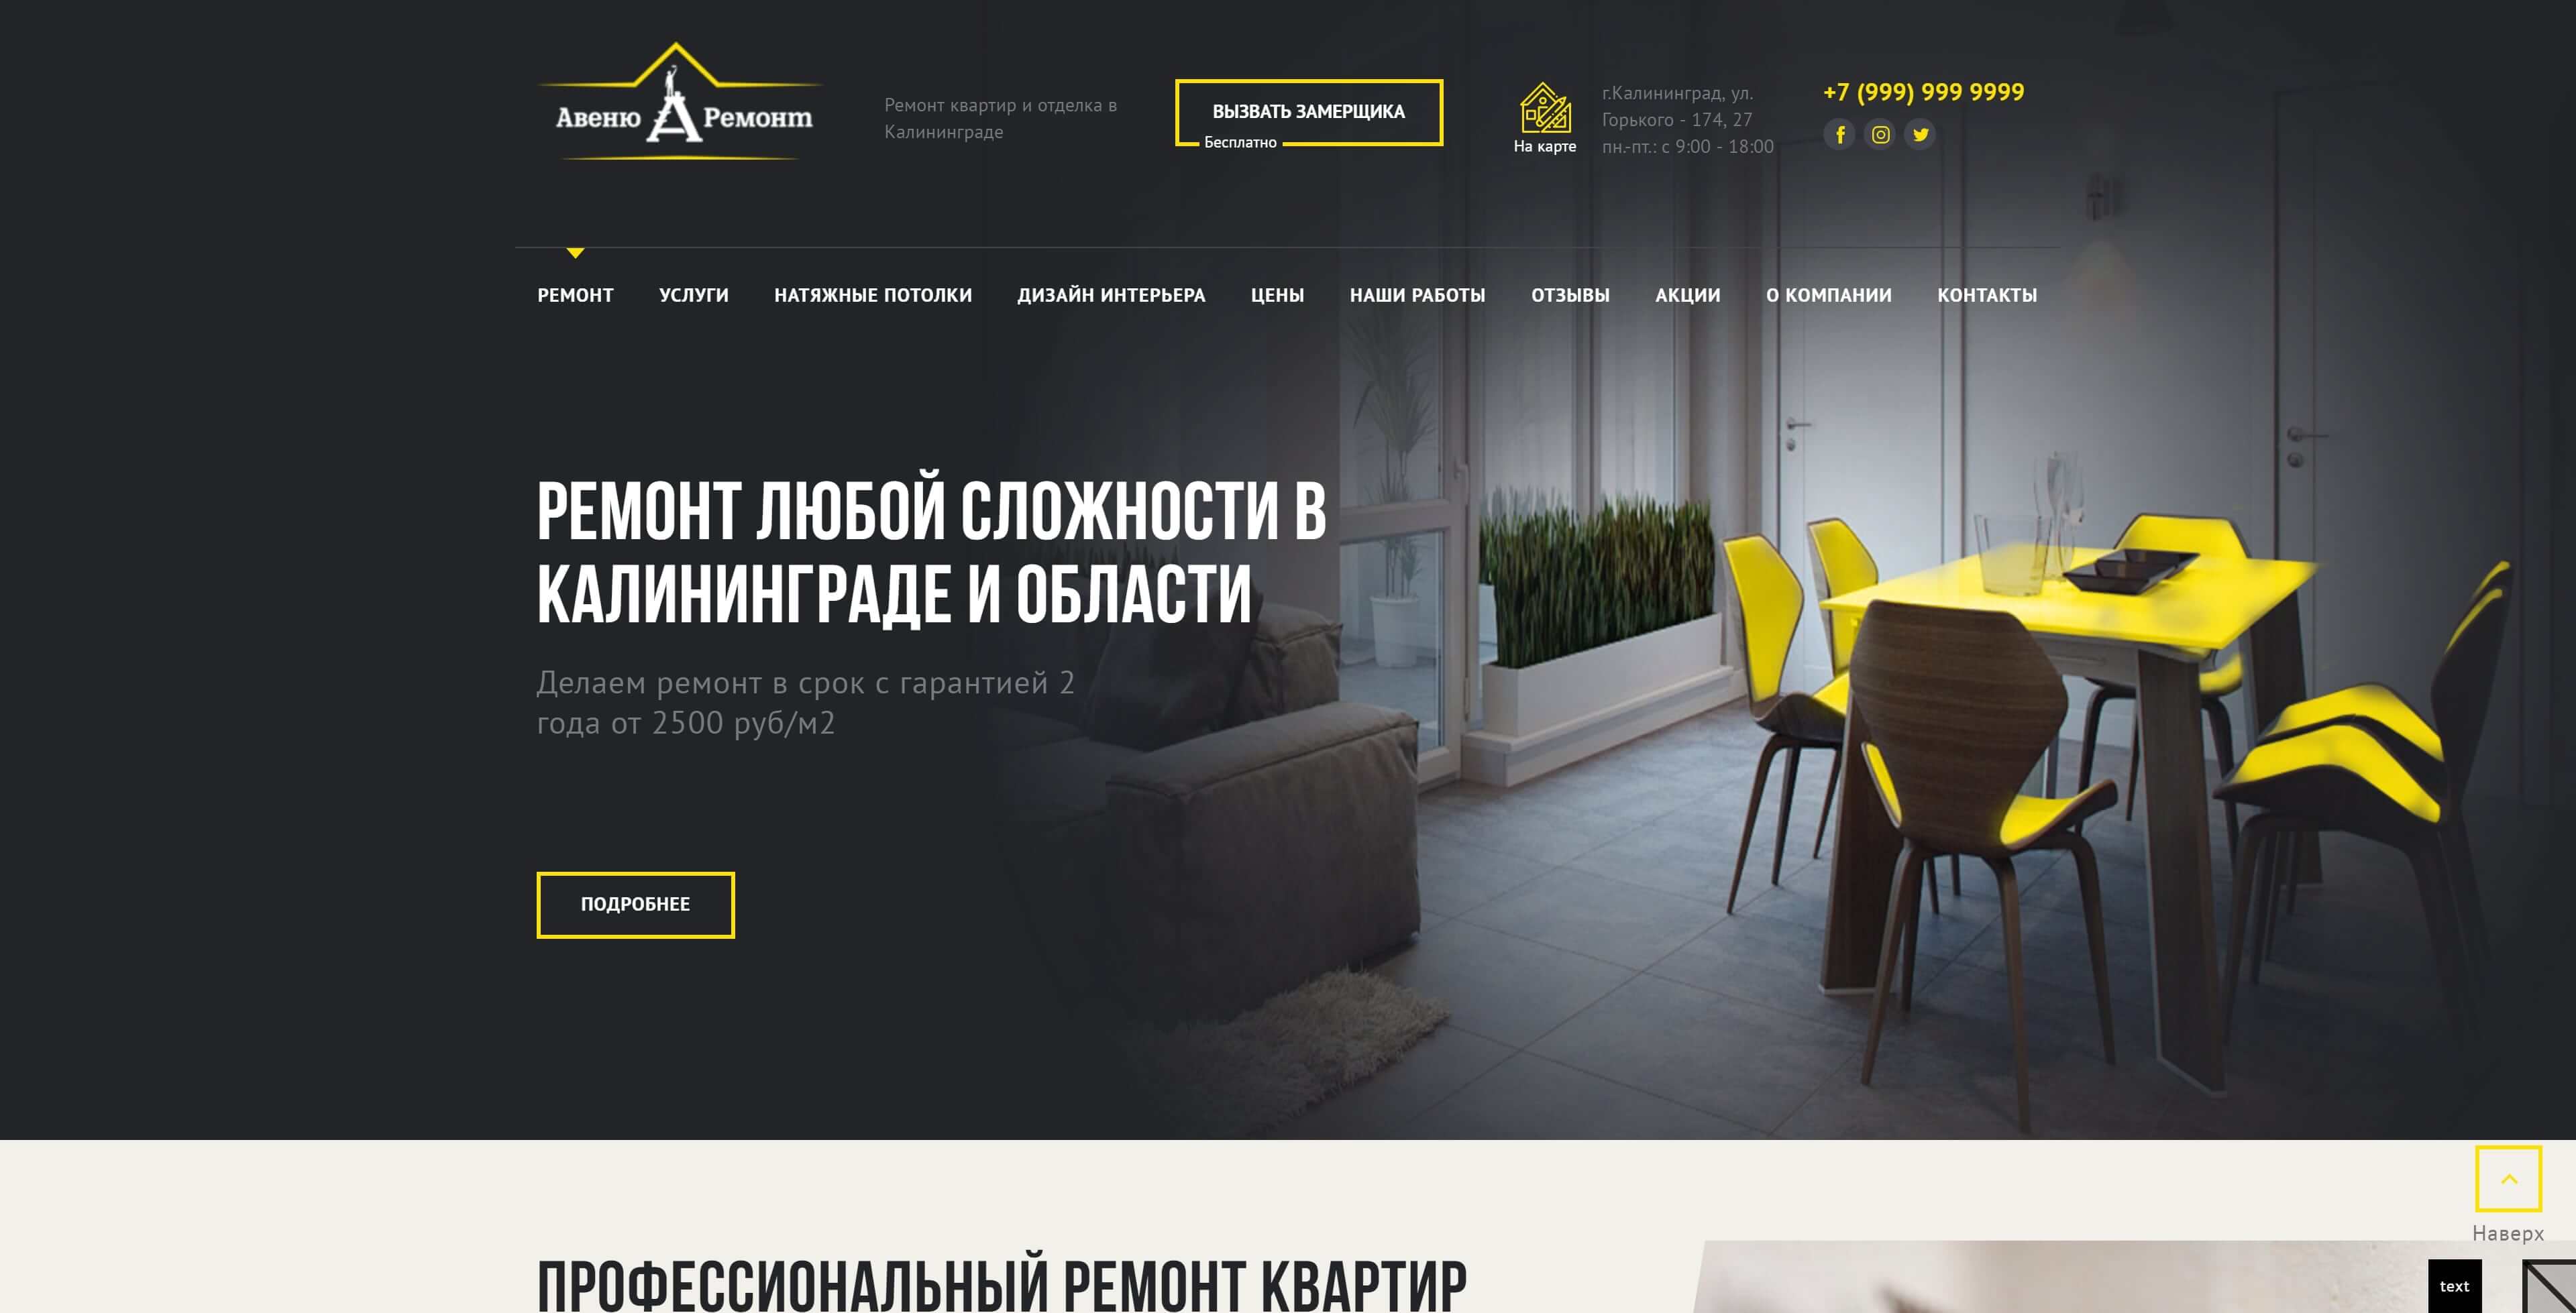 Авеню А Ремонт
Ремонт квартир и отделка в
Калининграде
ВЫЗВАТЬ ЗАМЕРЩИКА
Бесплатно
На карте
г.Калининград, ул.
Горького - 174, 27
пн.-пт.: с 9:00 - 18:00
+7 (999) 999 9999
РЕМОНТ УСЛУГИ НАТЯЖНЫЕ ПОТОЛКИ ДИЗАЙН ИНТЕРЬЕРА ЦЕНЫ НАШИ РАБОТЫ ОТЗЫВЫ АКЦИИ О КОМПАНИИ КОНТАКТЫ
РЕМОНТ ЛЮБОЙ СЛОЖНОСТИ В
КАЛИНИНГРАДЕ И ОБЛАСТИ
Делаем ремонт в срок с гарантией 2
года от 2500 руб/м2
ПОДРОБНЕЕ
Наверх
ПРОФЕССИОНАЛЬНЫЙ РЕМОНТ КВАРТИР
text